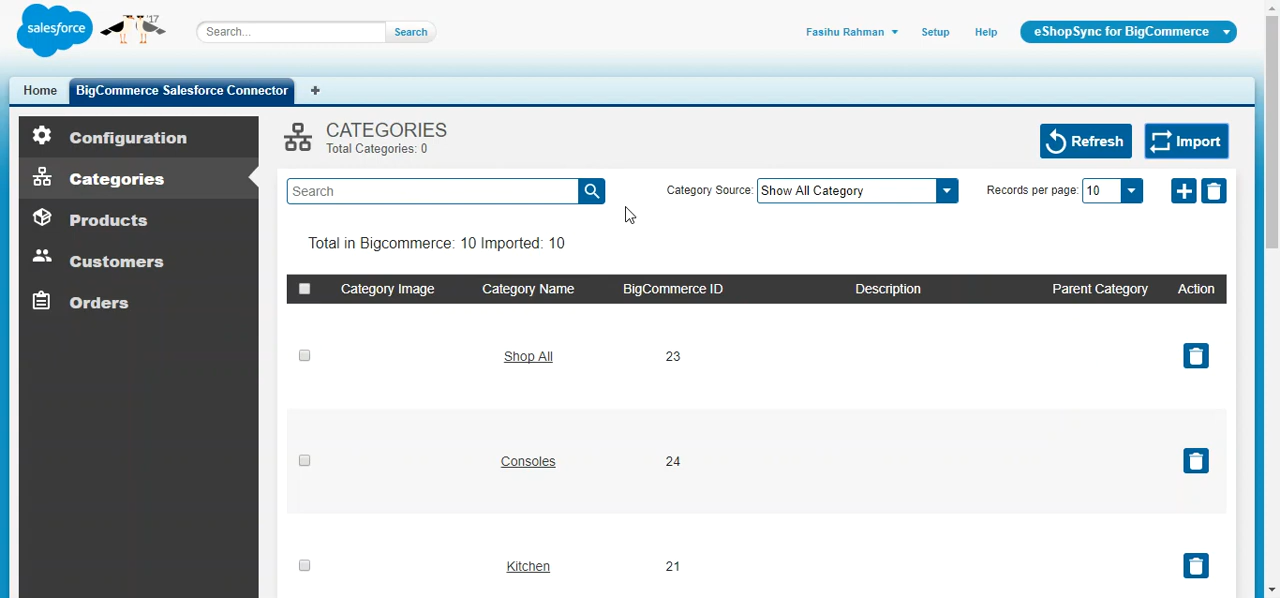 salesforce
'17
Search...
Search
Fasihu Rahman
Setup
Help
eShopSync for BigCommerce
Home
BigCommerce Salesforce Connector
+
Configuration
Categories
Products
Customers
Orders
CATEGORIES
Total Categories: 0
Refresh
Import
Search
Category Source: Show All Category
Records per page: 10
Total in Bigcommerce: 10 Imported: 10
Category Image Category Name BigCommerce ID Description Parent Category Action
Shop All 23
Consoles 24
Kitchen 21